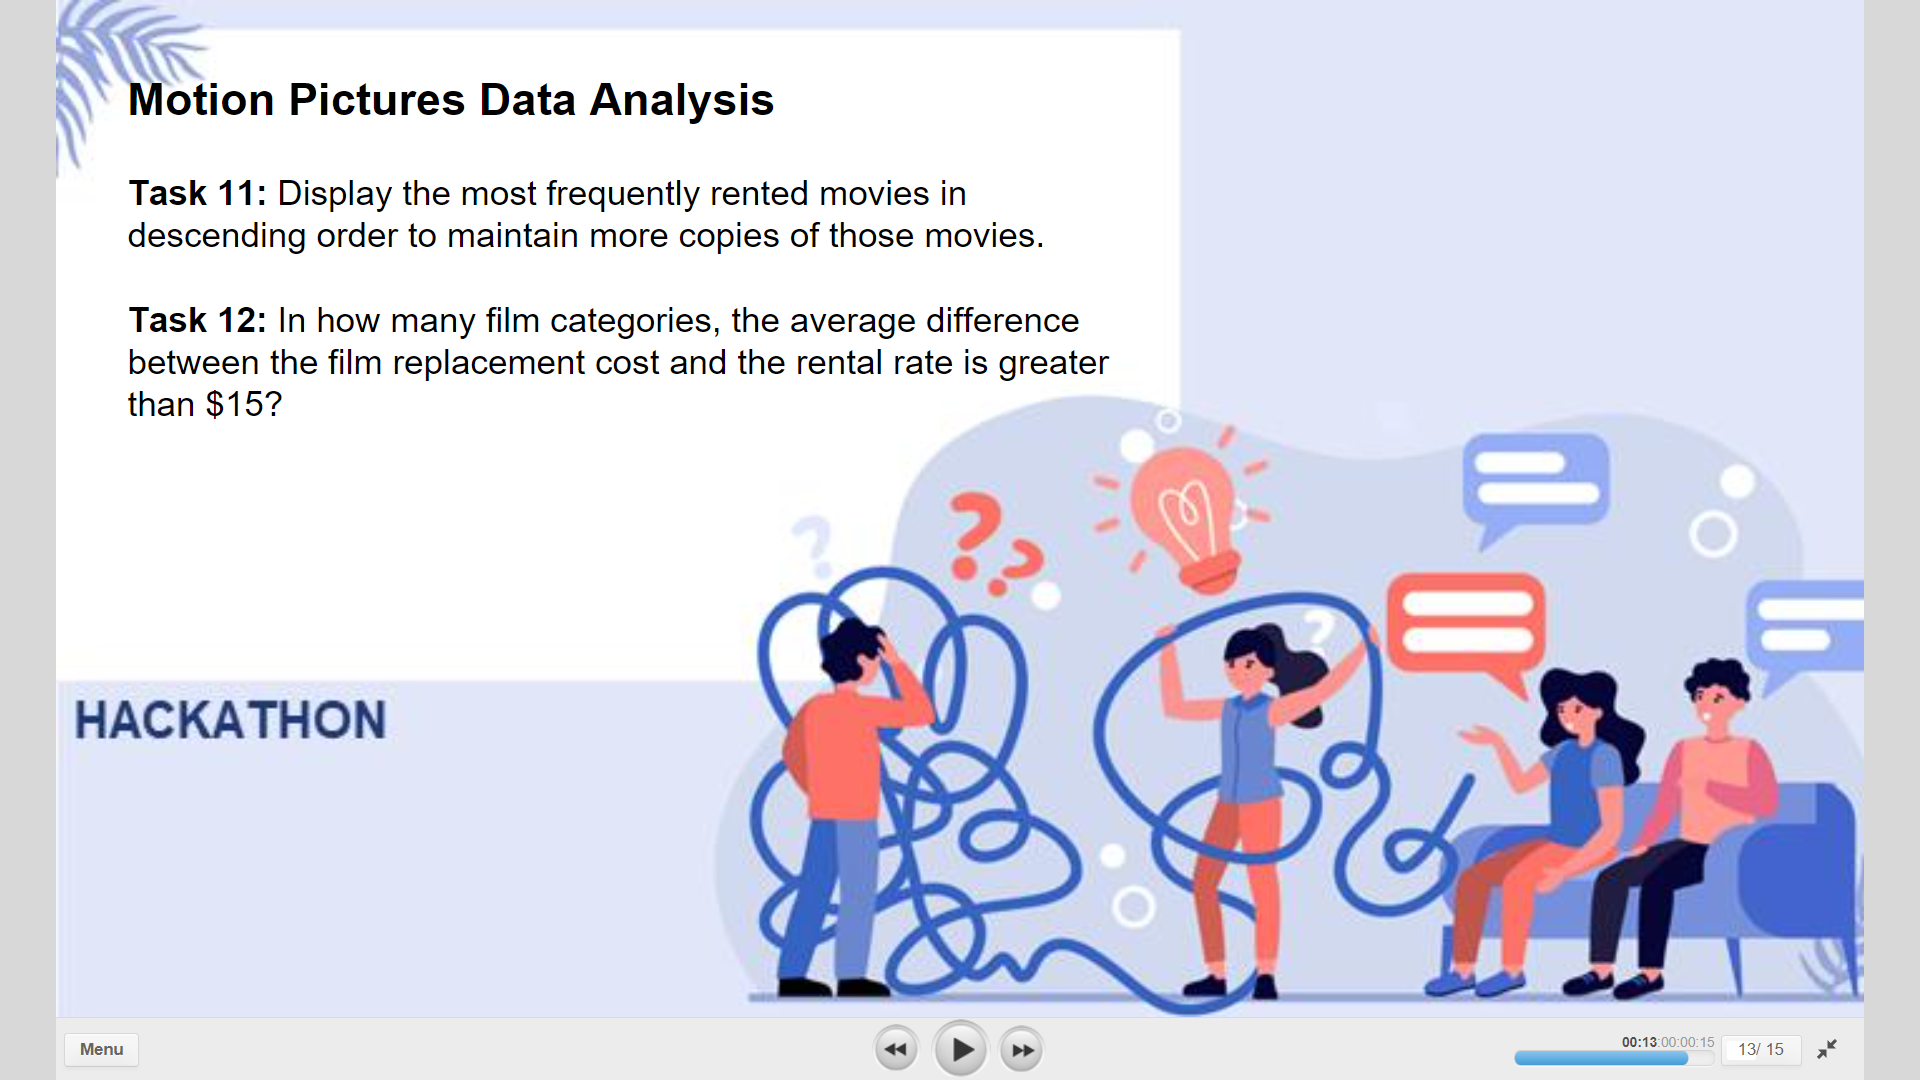 Motion Pictures Data Analysis
Task 11: Display the most frequently rented movies in
descending order to maintain more copies of those movies.
Task 12: In how many film categories, the average difference
between the film replacement cost and the rental rate is greater
than $15?
?
?
?
?
HACKATHON
Menu
00:13:00:00:15
13/ 15